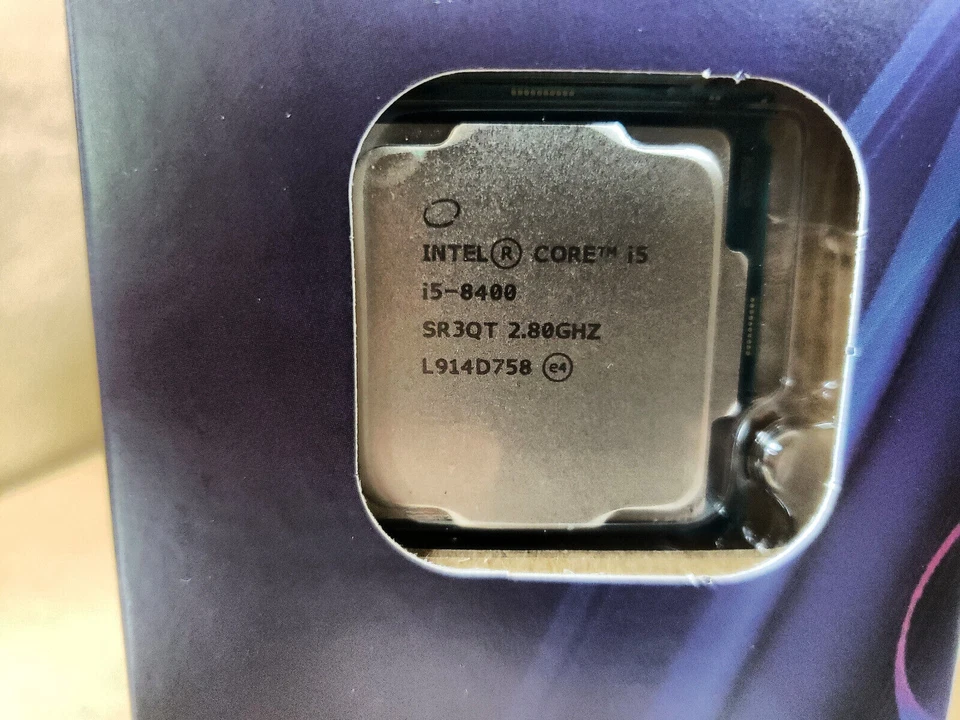 INTEL® CORE™ i5
i5-8400
SR3QT 2.80GHZ
L914D758 e4